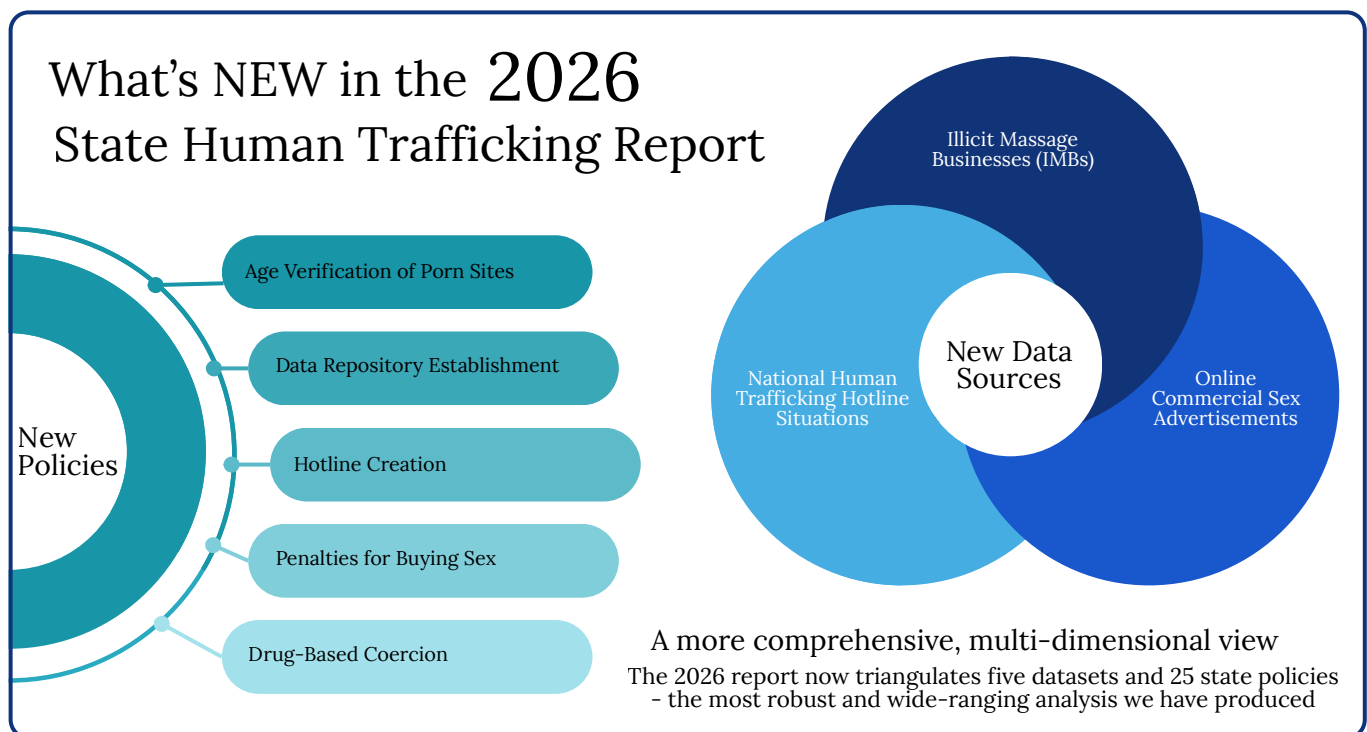 What's NEW in the 2026
State Human Trafficking Report
New
Policies
Age Verification of Porn Sites
Data Repository Establishment
Hotline Creation
Penalties for Buying Sex
Drug-Based Coercion
Illicit Massage
Businesses (IMBs)
National Human
Trafficking Hotline
Situations
New Data
Sources
Online
Commercial Sex
Advertisements
A more comprehensive, multi-dimensional view
The 2026 report now triangulates five datasets and 25 state policies
- the most robust and wide-ranging analysis we have produced